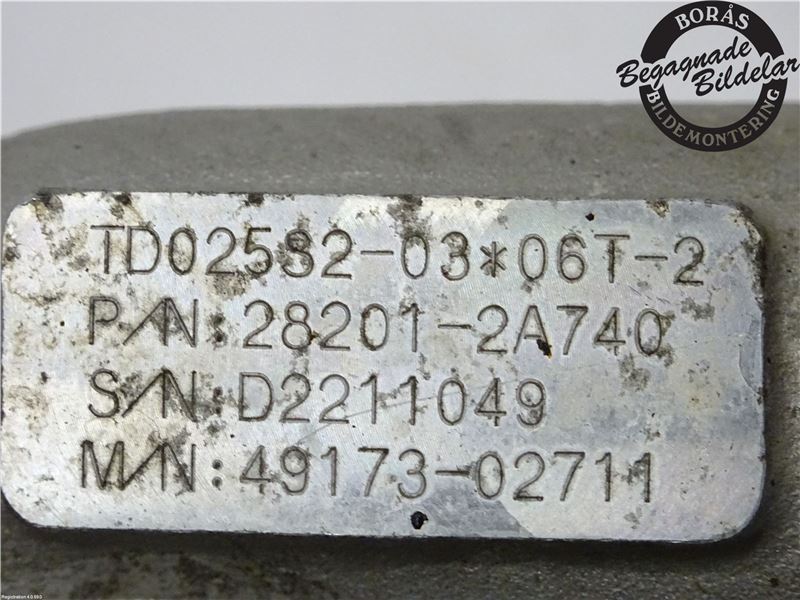 BORÅS
Begagnade
Bildelar
BILDEMONTERING
TD025S2-03*06T-2
P/N:28201-2A740
S/N:D2211049
M/N:49173-02711